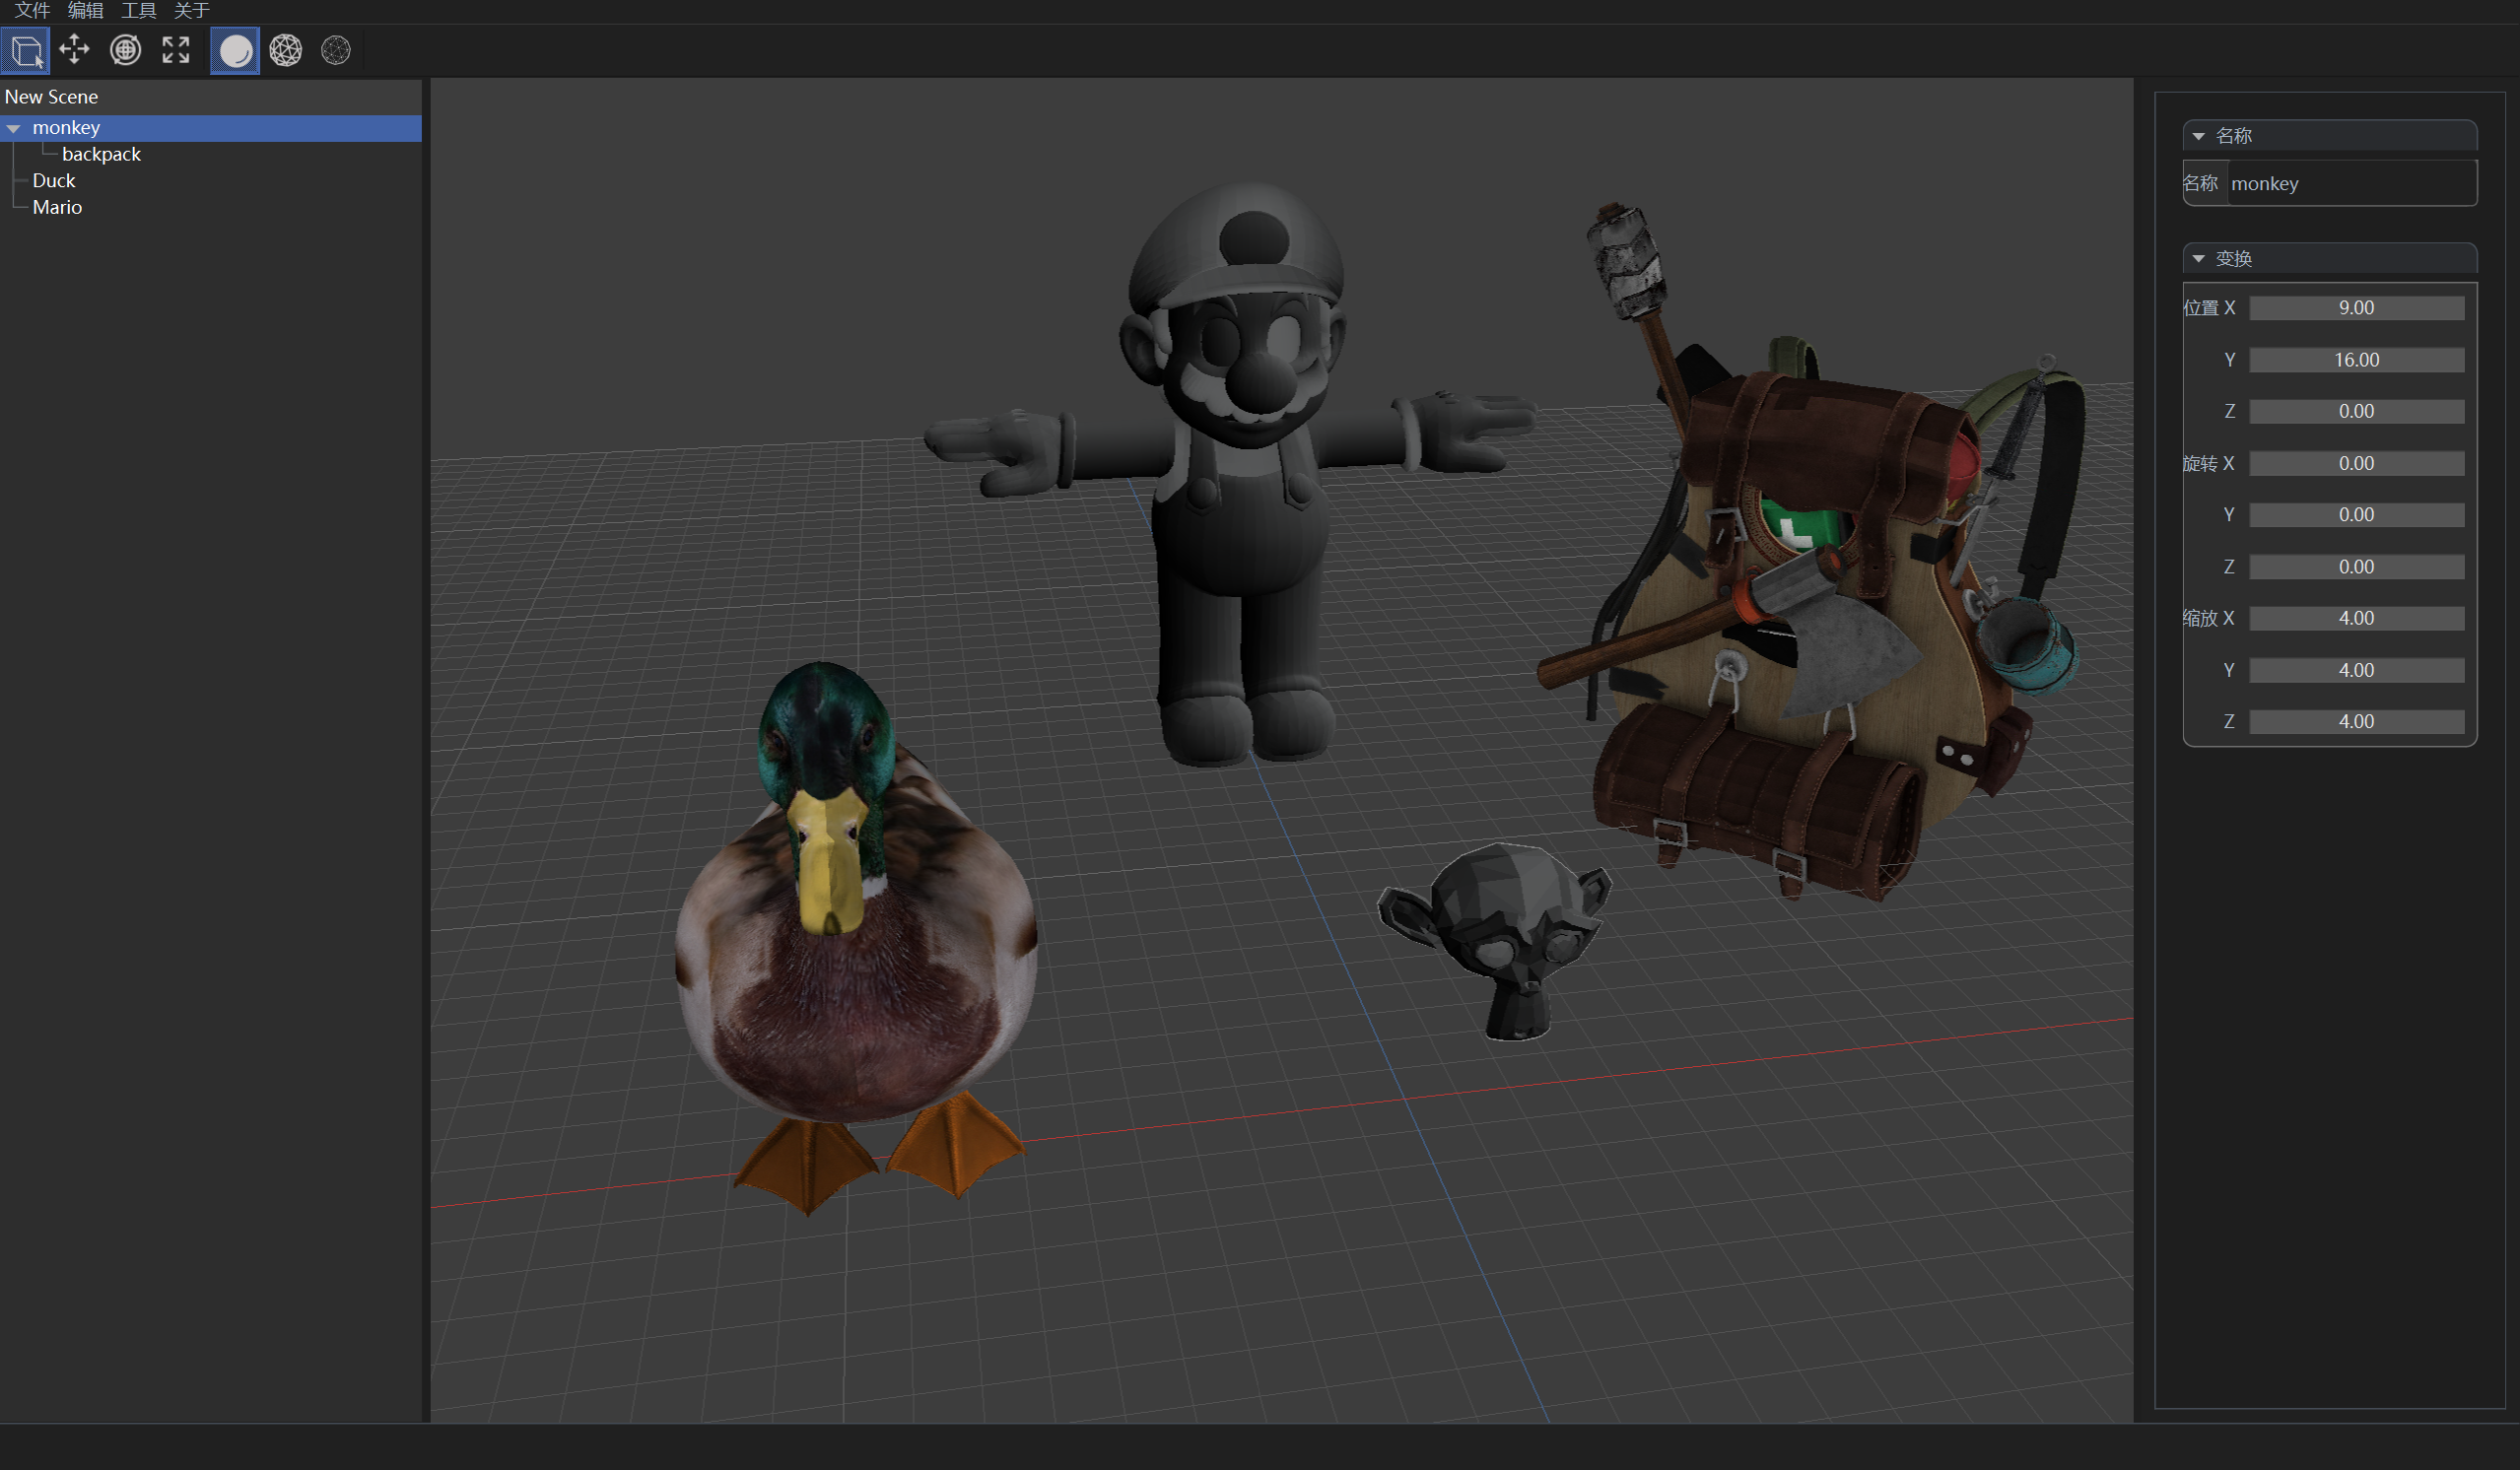 文件 编辑 工具 关于
New Scene
monkey
backpack
Duck
Mario
名称
名称 monkey
变换
位置 X 9.00
Y 16.00
Z 0.00
旋转 X 0.00
Y 0.00
Z 0.00
缩放 X 4.00
Y 4.00
Z 4.00